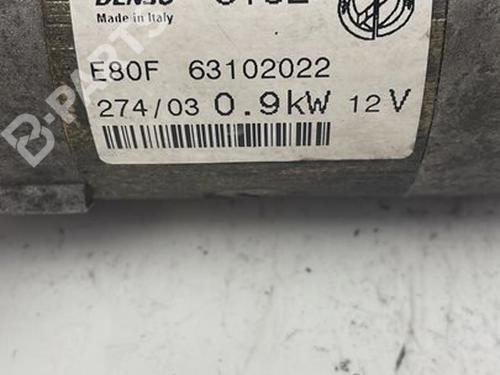 DENSO
Made in Italy
E80F 63102022
274/03 0.9kW 12V
B-PARTS